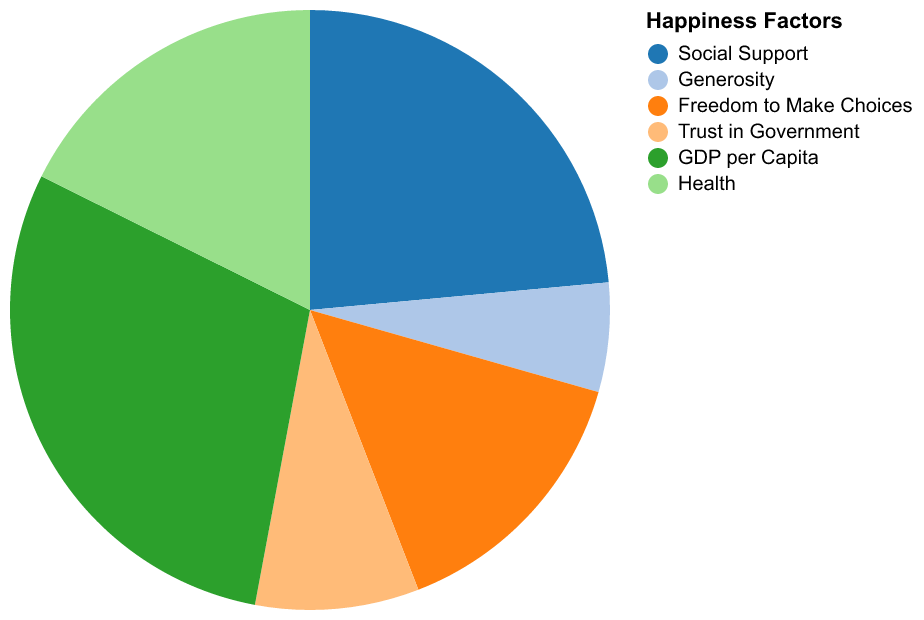 Happiness Factors
Social Support
Generosity
Freedom to Make Choices
Trust in Government
GDP per Capita
Health